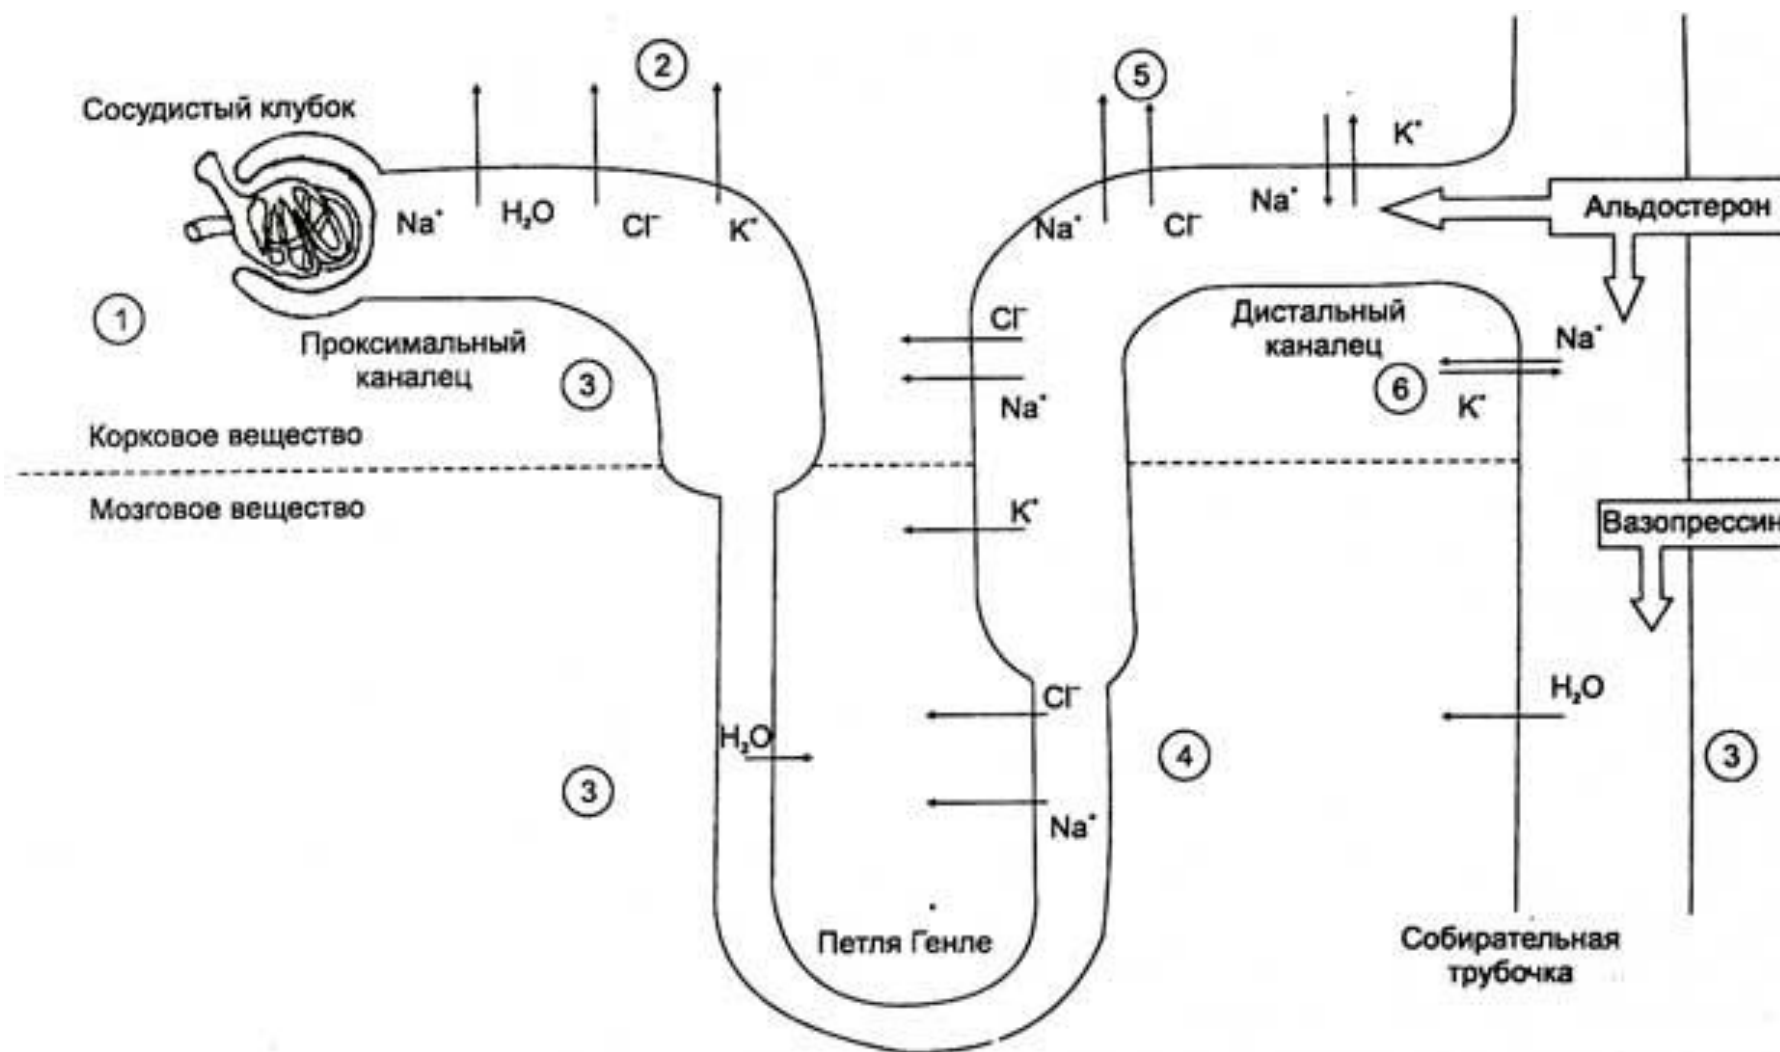 2
5
Сосудистый клубок
K⁺
Na⁺
H₂O
Cl⁻
K⁺
Na⁺
Cl⁻
Na⁺
Альдостерон
1
Проксимальный
каналец
3
Cl⁻
Na⁺
Дистальный
каналец
Na⁺
6
K⁺
Корковое вещество
Мозговое вещество
K⁺
Вазопрессин
H₂O
3
Cl⁻
Na⁺
4
H₂O
3
Петля Генле
Собирательная
трубочка